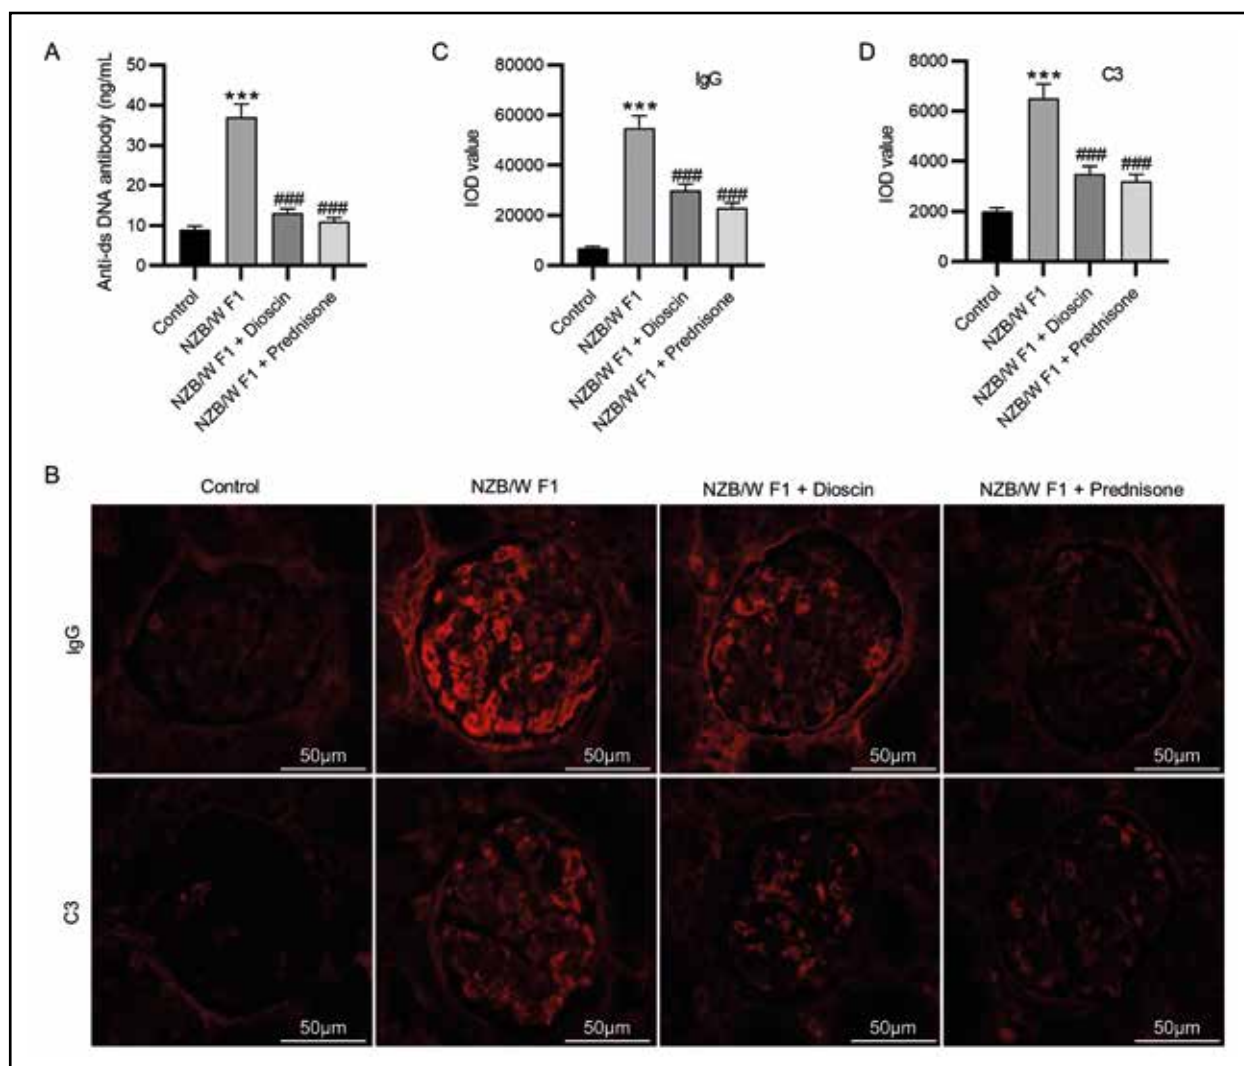 A
Anti-ds DNA antibody (ng/mL)
50
40
30
20
10
0
***
###
###
Control
NZB/W F1
NZB/W F1 + Dioscin
NZB/W F1 + Prednisone
C
IgG
IOD value
80000
60000
40000
20000
0
***
###
###
Control
NZB/W F1
NZB/W F1 + Dioscin
NZB/W F1 + Prednisone
D
C3
IOD value
8000
6000
4000
2000
0
***
###
###
Control
NZB/W F1
NZB/W F1 + Dioscin
NZB/W F1 + Prednisone
B
Control
NZB/W F1
NZB/W F1 + Dioscin
NZB/W F1 + Prednisone
IgG
50μm
50μm
50μm
50μm
C3
50μm
50μm
50μm
50μm